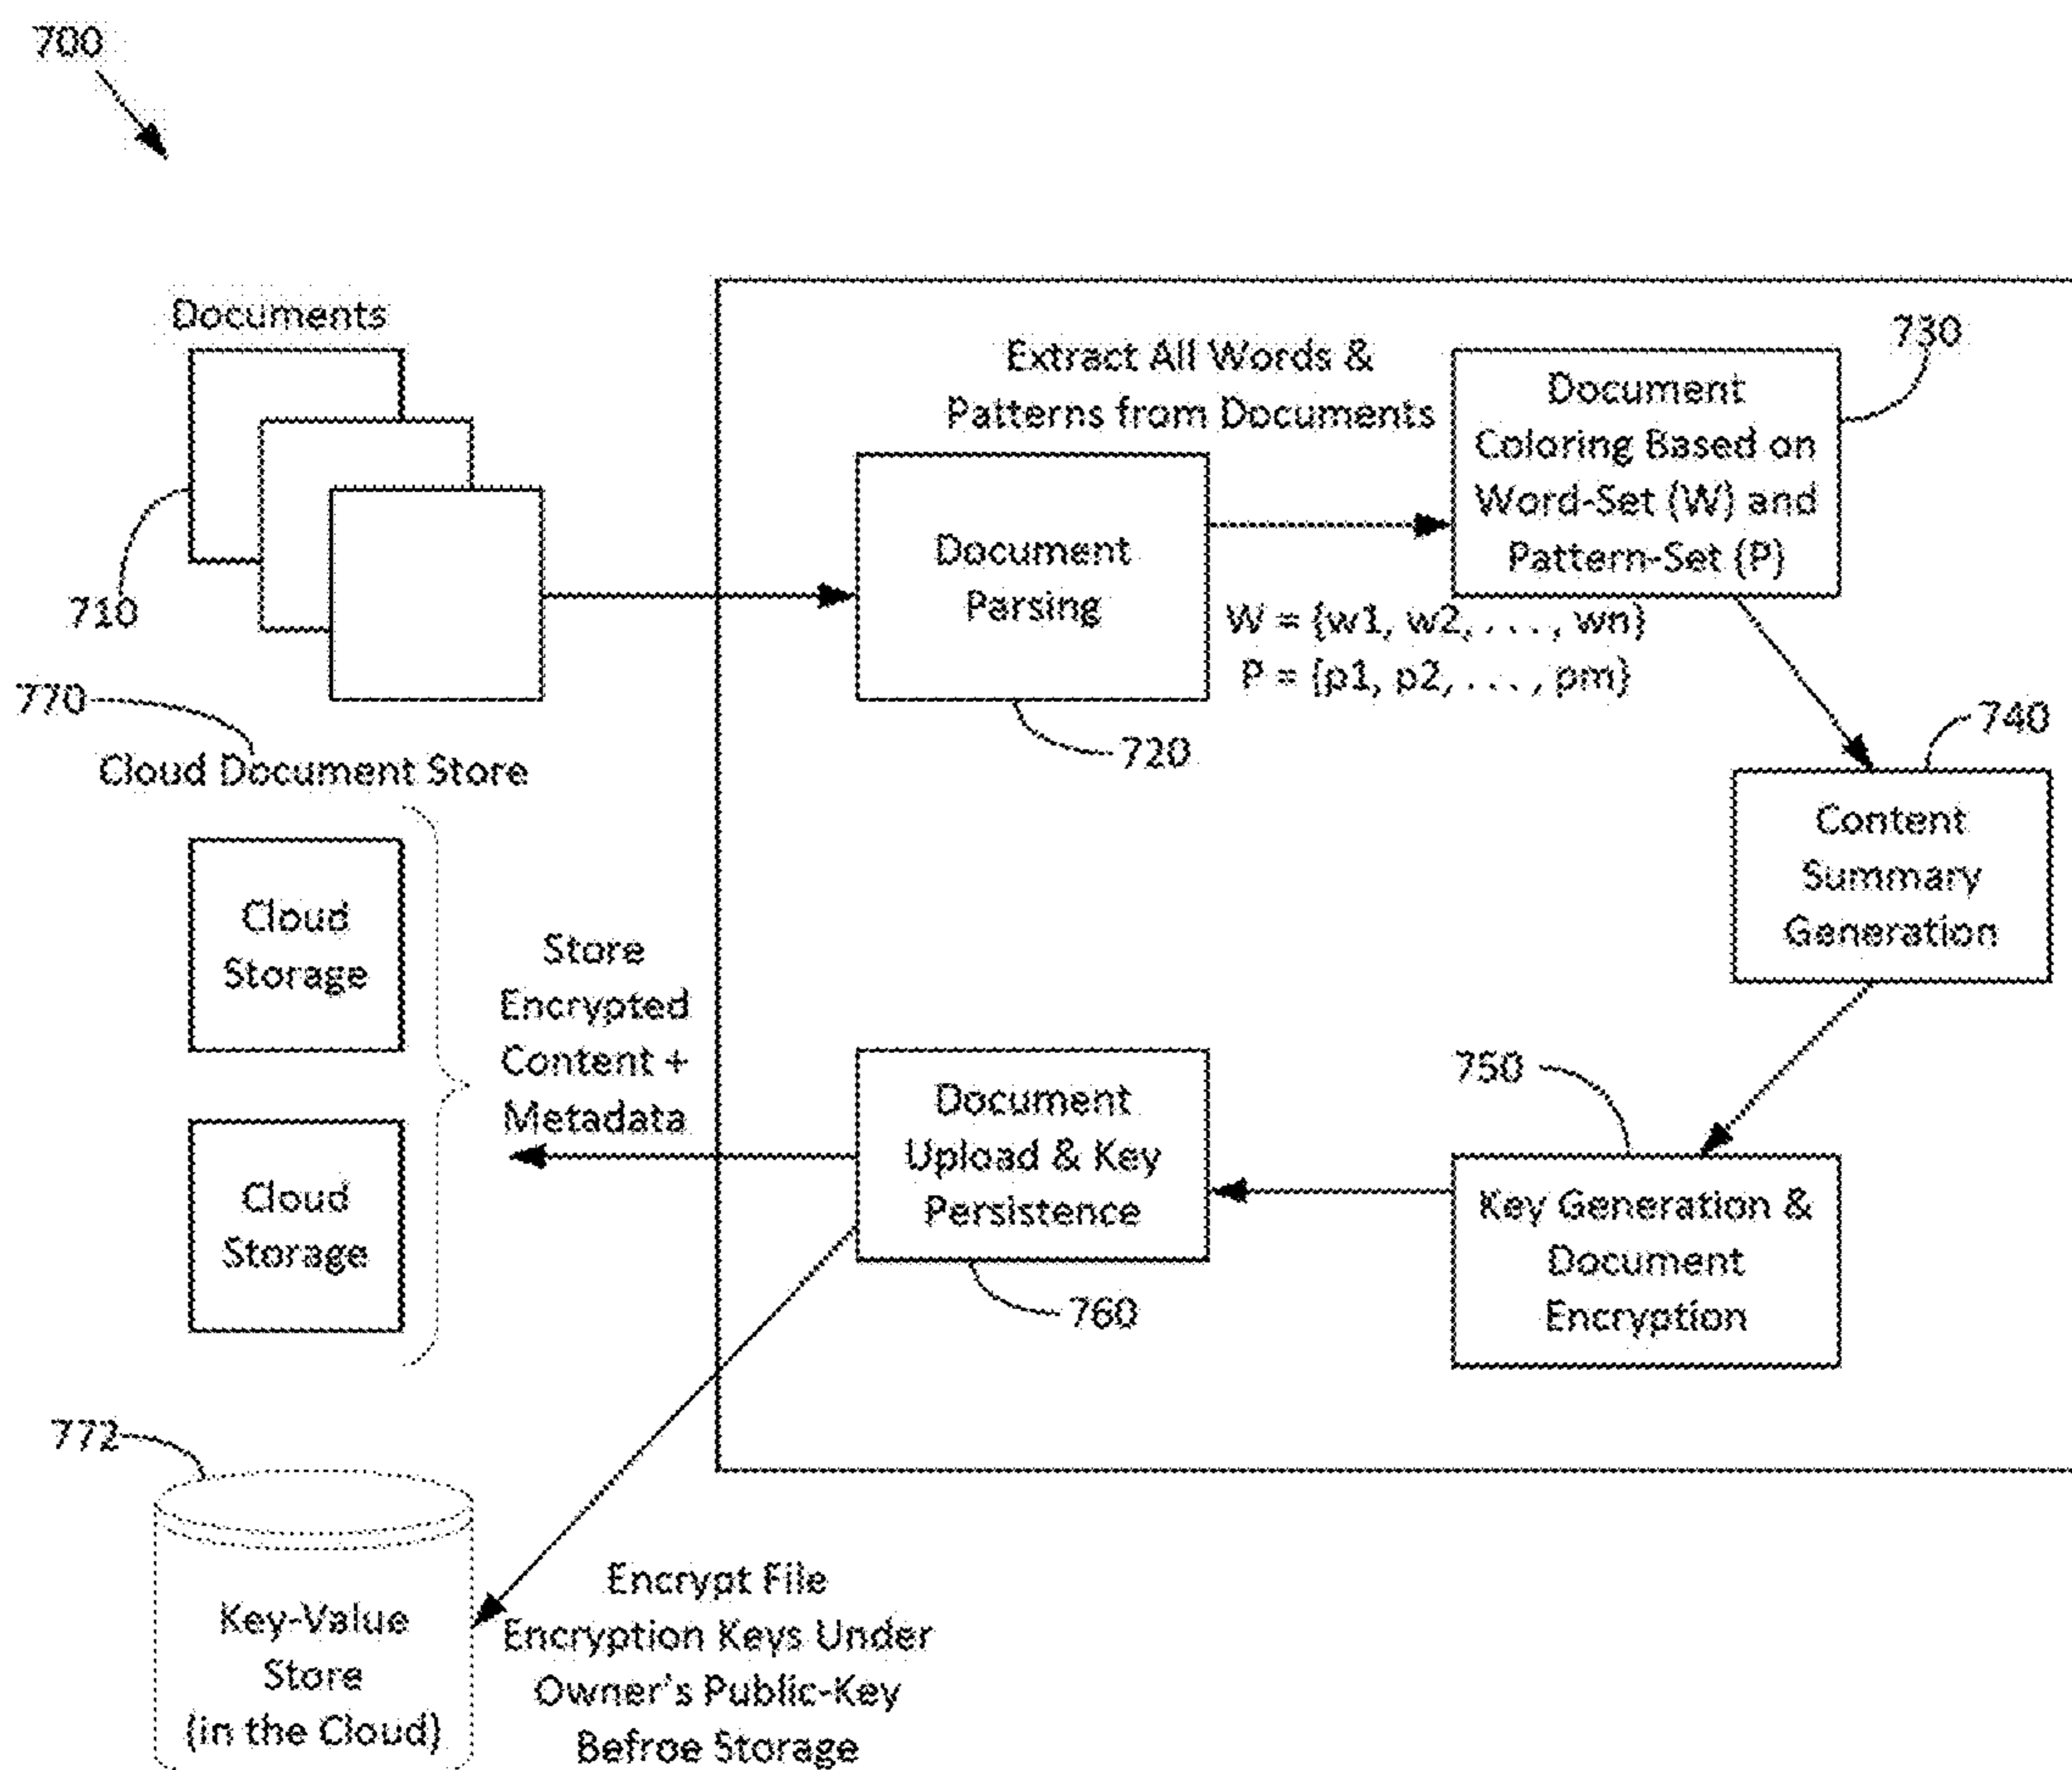 700
Documents
710
Extract All Words &
Patterns from Documents
Document
Parsing
720
W = {w1, w2, . . . , wn}
P = {p1, p2, . . . , pm}
Document
Coloring Based on
Word-Set (W) and
Pattern-Set (P)
730
740
Content
Summary
Generation
750
Key Generation &
Document
Encryption
Document
Upload & Key
Persistence
760
770
Cloud Document Store
Cloud
Storage
Cloud
Storage
Store
Encrypted
Content +
Metadata
772
Key-Value
Store
(in the Cloud)
Encrypt File
Encryption Keys Under
Owner's Public-Key
Befroe Storage